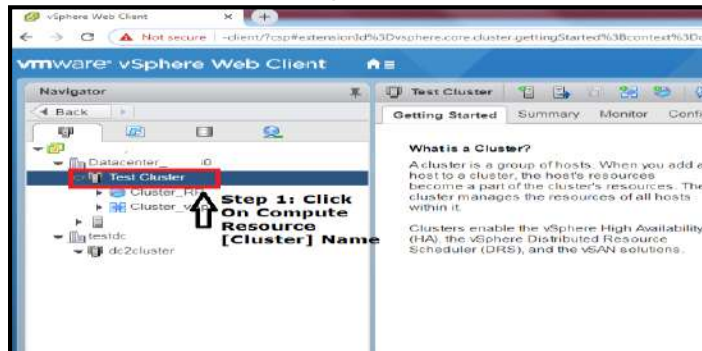 vSphere Web Client
Not secure | -client/?csp#extensionId%3Dvsphere.core.cluster.gettingStarted%3Bcontext%3D
vmware® vSphere Web Client
Navigator
Back
Test Cluster
Getting Started Summary Monitor
Datacenter_
Test Cluster
Cluster_
Cluster_
testdc
dc2cluster
Step 1: Click
On Compute
Resource
[Cluster] Name
What is a Cluster?
A cluster is a group of hosts. When you add a
host to a cluster, the host's resources
become a part of the cluster's resources. The
cluster manages the resources of all hosts
within it.
Clusters enable the vSphere High Availability
(HA), the vSphere Distributed Resource
Scheduler (DRS), and the vSAN solutions.